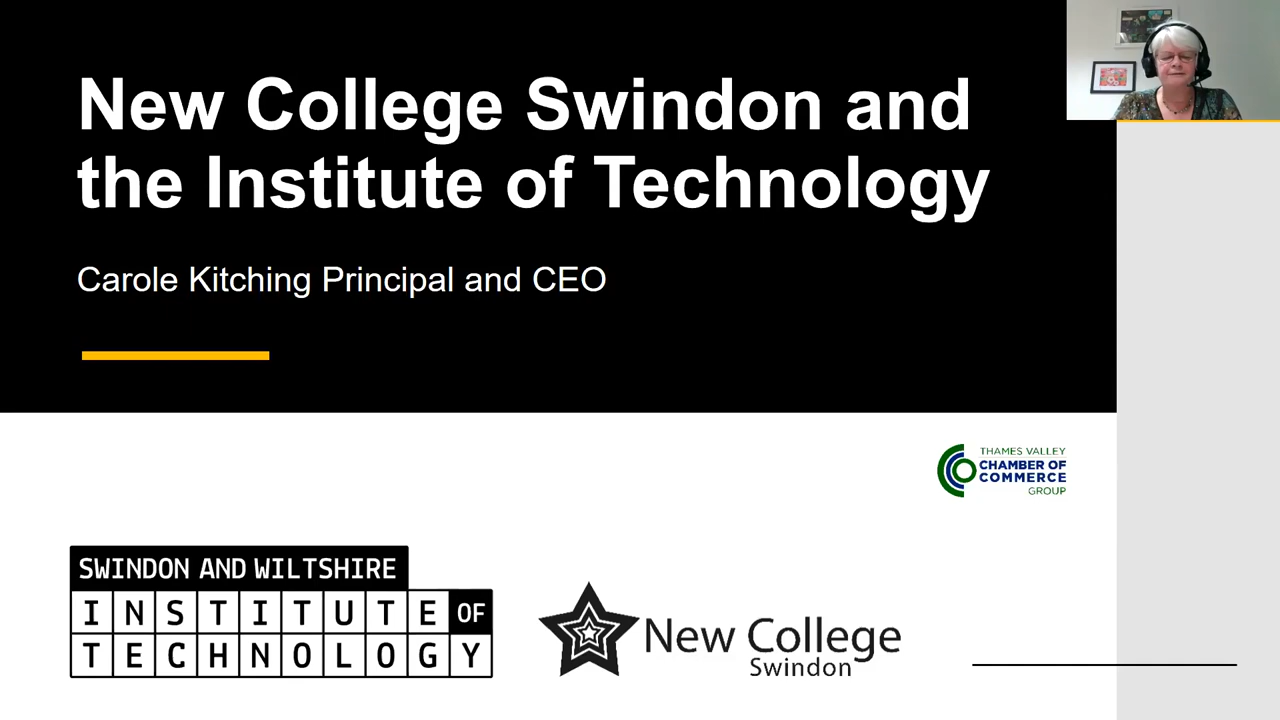 New College Swindon and
the Institute of Technology
Carole Kitching Principal and CEO
THAMES VALLEY
CHAMBER OF
COMMERCE
GROUP
SWINDON AND WILTSHIRE
INSTITUTE OF
TECHNOLOGY
New College
Swindon